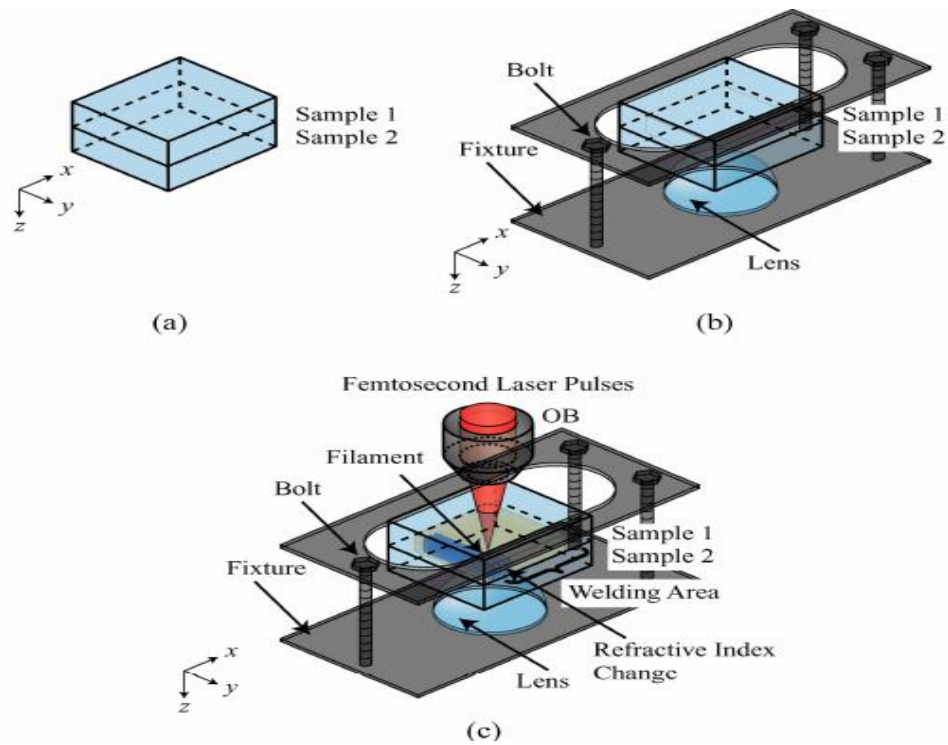 Sample 1
Sample 2
x
y
z
(a)
Bolt
Fixture
Sample 1
Sample 2
Lens
x
y
z
(b)
Femtosecond Laser Pulses
OB
Filament
Bolt
Fixture
Sample 1
Sample 2
Welding Area
Refractive Index
Change
Lens
x
y
z
(c)